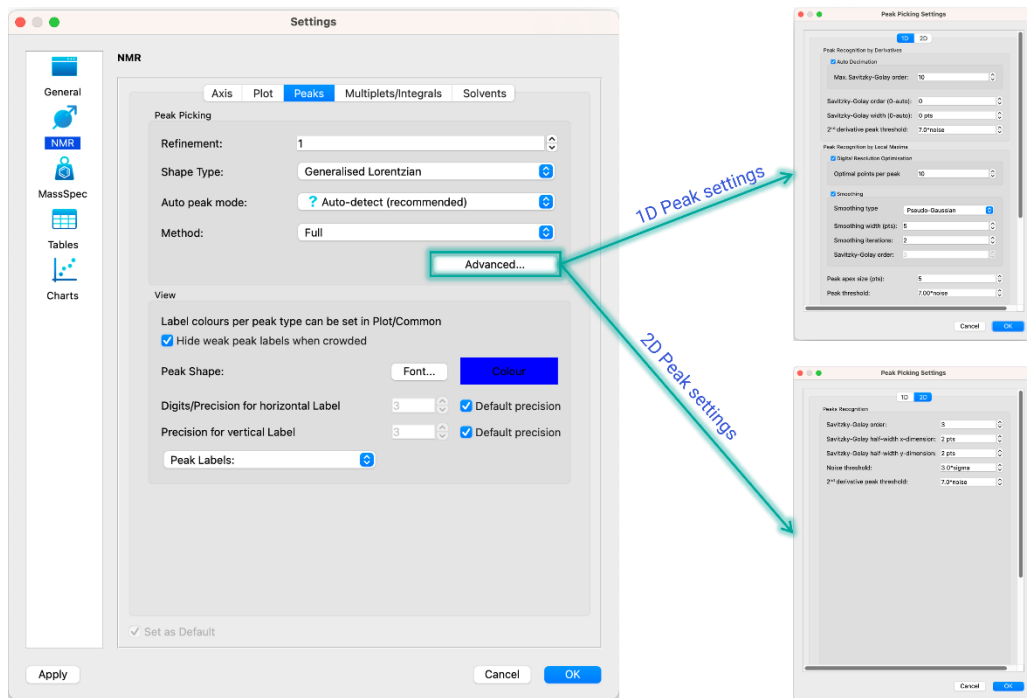 Settings
General
NMR
MassSpec
Tables
Charts
NMR
Axis Plot Peaks Multiplets/Integrals Solvents
Peak Picking
Refinement: 1
Shape Type: Generalised Lorentzian
Auto peak mode: ? Auto-detect (recommended)
Method: Full
Advanced...
View
Label colours per peak type can be set in Plot/Common
Hide weak peak labels when crowded
Peak Shape: Font... Colour
Digits/Precision for horizontal Label 3 Default precision
Precision for vertical Label 3 Default precision
Peak Labels:
Set as Default
Apply Cancel OK
1D Peak settings
2D Peak settings
Peak Picking Settings
1D 2D
Peak Recognition by Derivatives
Auto Decimation
Max. Savitzky-Golay order: 10
Savitzky-Golay order (0-auto): 0
Savitzky-Golay width (0-auto): 0 pts
2nd derivative peak threshold: 7.0*noise
Peak Recognition by Local Maxima
Digital Resolution Optimisation
Optimal points per peak 10
Smoothing
Smoothing type Pseudo-Gaussian
Smoothing width (pts): 5
Smoothing iterations: 2
Savitzky-Golay order: 3
Peak apex size (pts): 5
Peak threshold: 7.00*noise
Cancel OK
Peak Picking Settings
1D 2D
Peaks Recognition
Savitzky-Golay order: 3
Savitzky-Golay half-width x-dimension: 2 pts
Savitzky-Golay half-width y-dimension: 2 pts
Noise threshold: 3.0*sigma
2nd derivative peak threshold: 7.0*noise
Cancel OK